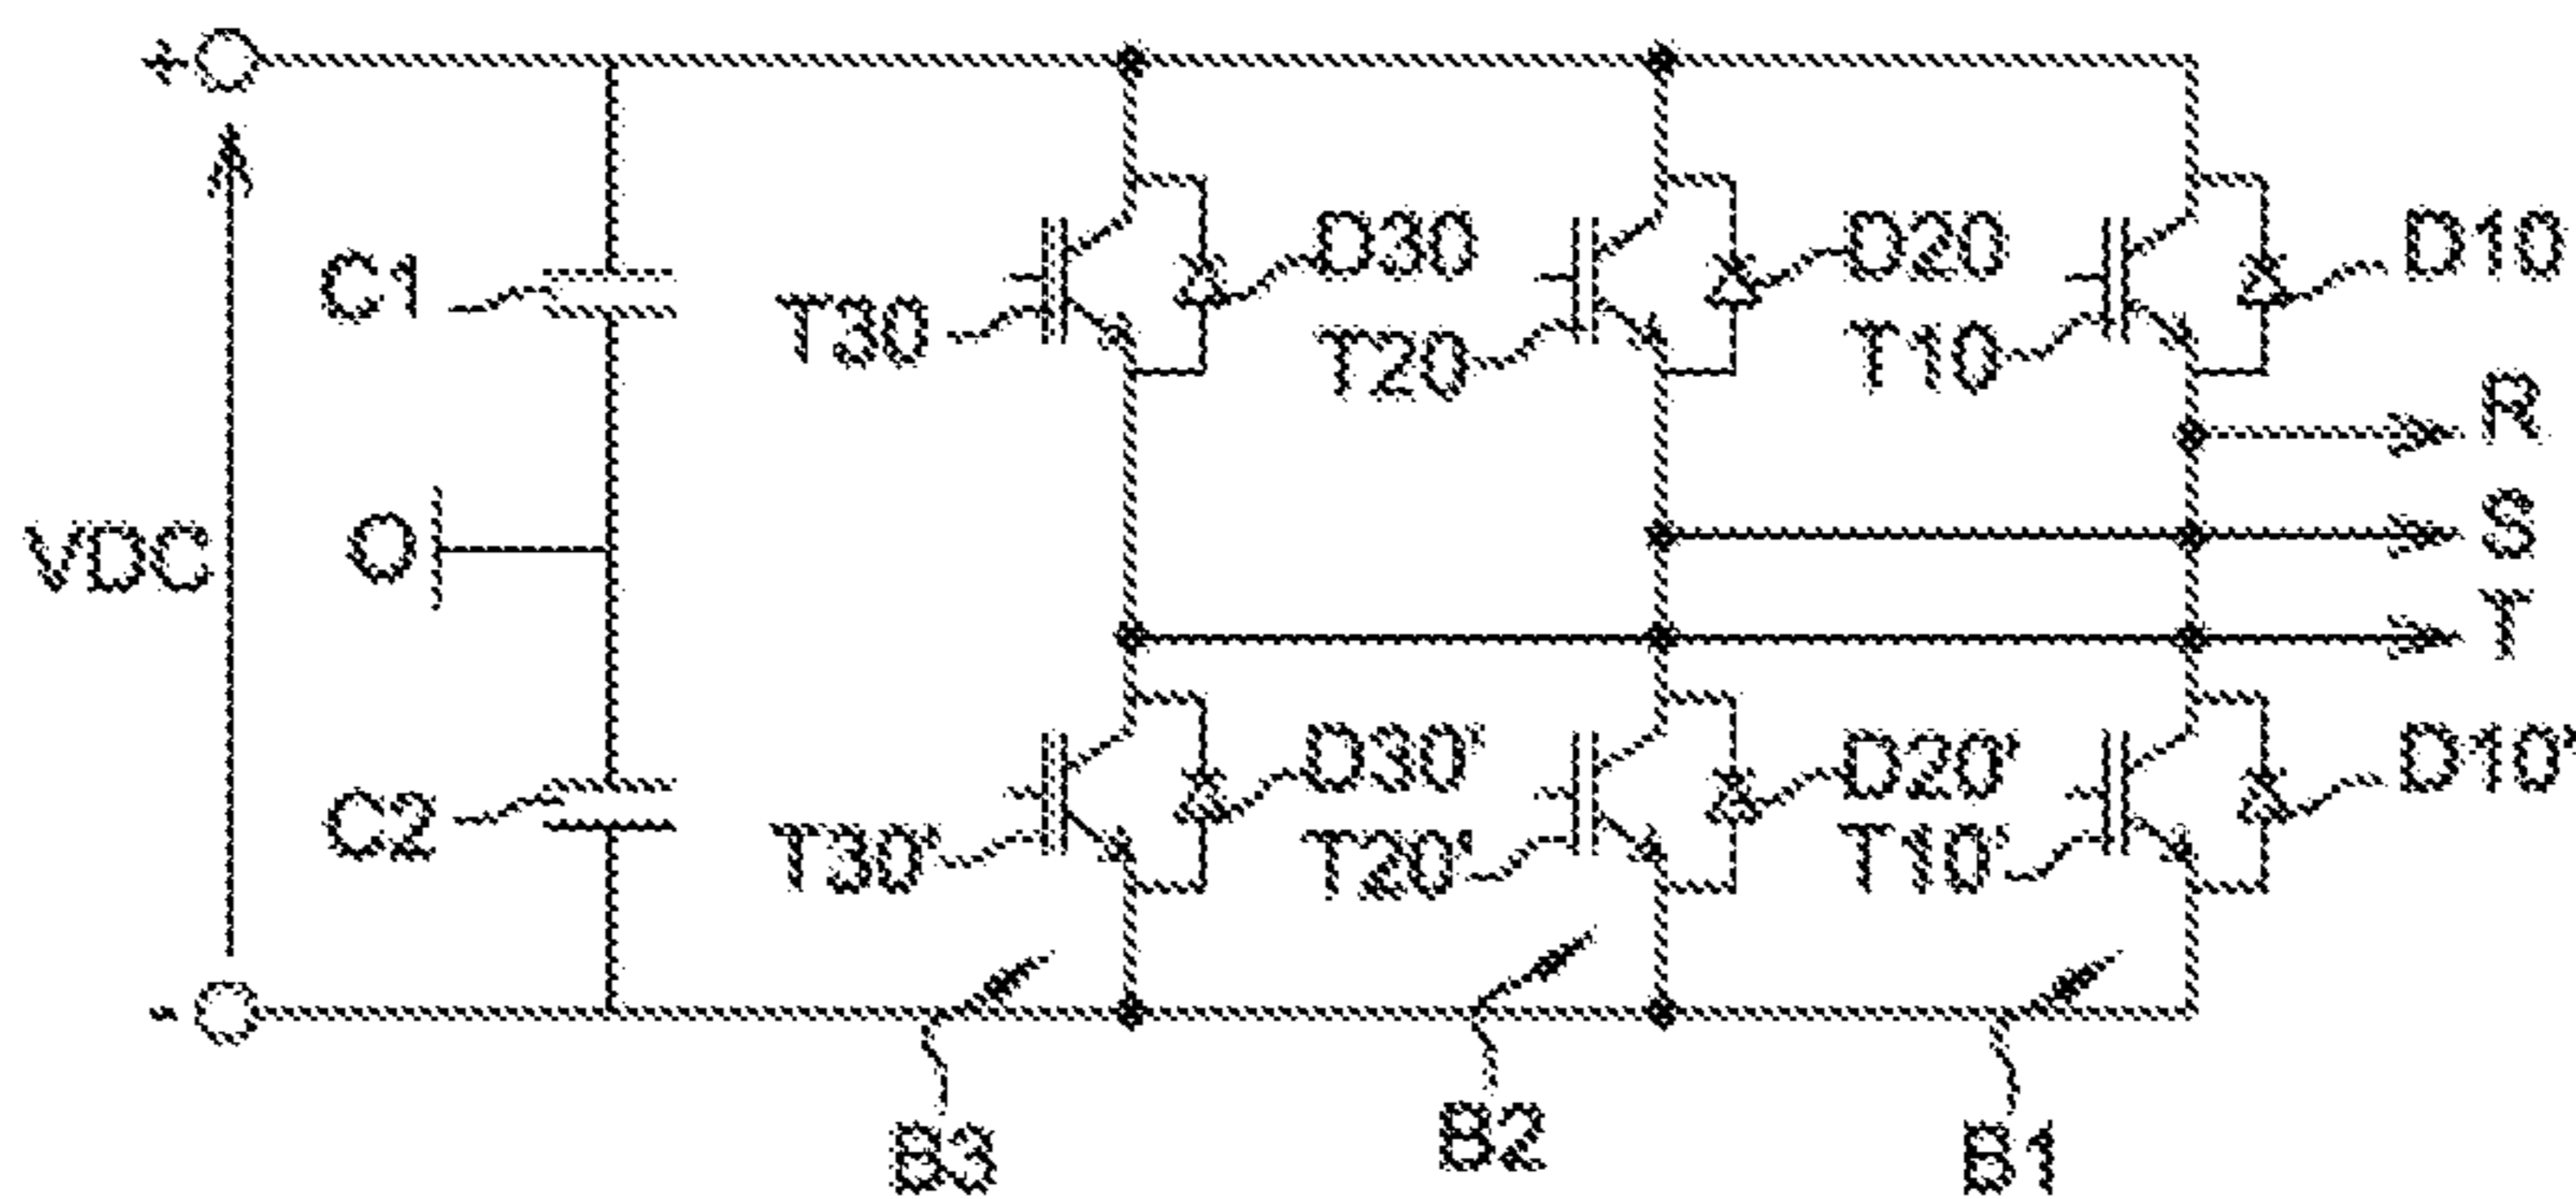 +
D30
D20
D10
C1
T30
T20
T10
R
S
VDC
O
T
D30'
D20'
D10'
C2
T30'
T20'
T10'
-
B3
B2
B1